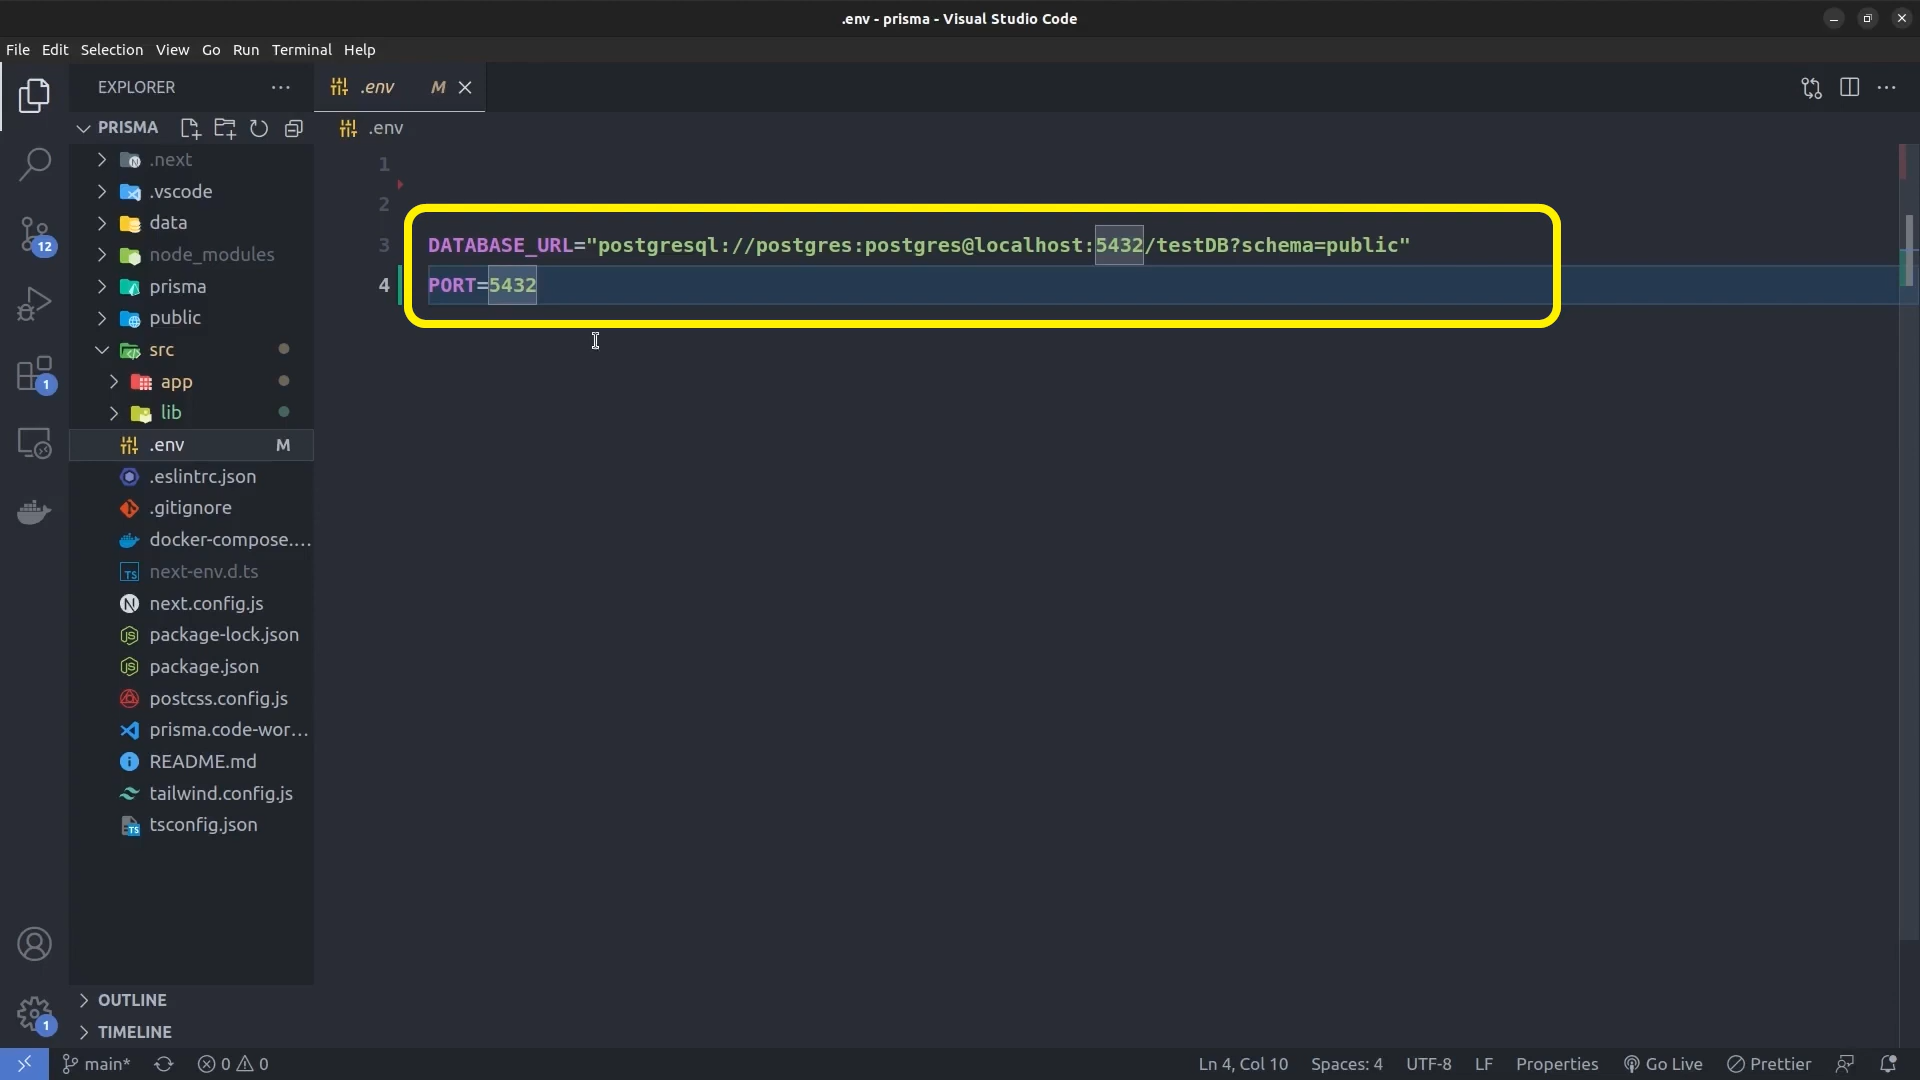 .env - prisma - Visual Studio Code
File Edit Selection View Go Run Terminal Help
EXPLORER
.env M
PRISMA
.env
.next
.vscode
data
node_modules
prisma
public
src
app
lib
.env M
.eslintrc.json
.gitignore
docker-compose....
next-env.d.ts
next.config.js
package-lock.json
package.json
postcss.config.js
prisma.code-wor...
README.md
tailwind.config.js
tsconfig.json
1
2
3 DATABASE_URL="postgresql://postgres:postgres@localhost:5432/testDB?schema=public"
4 PORT=5432
12
1
1
OUTLINE
TIMELINE
main* 0 0 Ln 4, Col 10 Spaces: 4 UTF-8 LF Properties Go Live Prettier